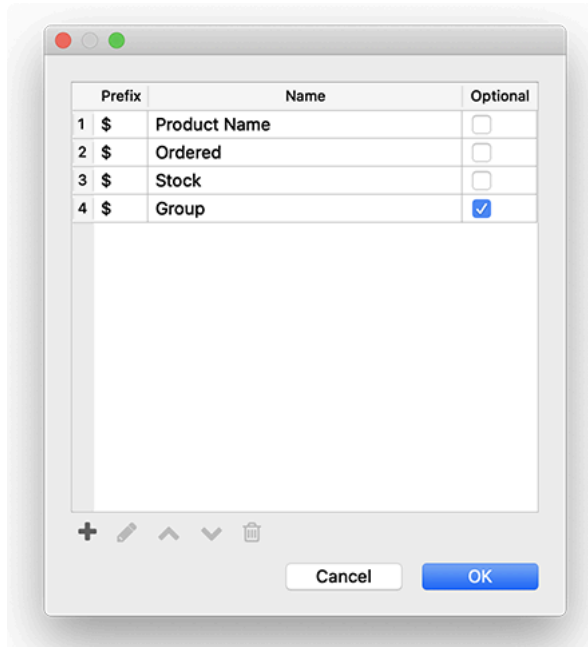 Prefix Name Optional
1 $ Product Name
2 $ Ordered
3 $ Stock
4 $ Group
Cancel OK